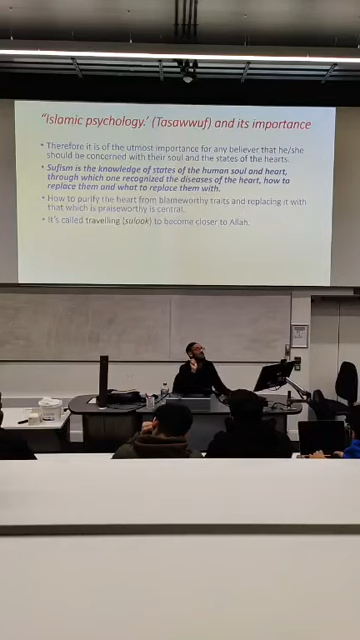 "Islamic psychology.' (Tasawwuf) and its importance
• Therefore it is of the utmost importance for any believer that he/she
should be concerned with their soul and the states of the hearts.
• Sufism is the knowledge of states of the human soul and heart,
through which one recognized the diseases of the heart, how to
replace them and what to replace them with.
• How to purify the heart from blameworthy traits and replacing it with
that which is praiseworthy is central.
• It's called travelling (sulook) to become closer to Allah.